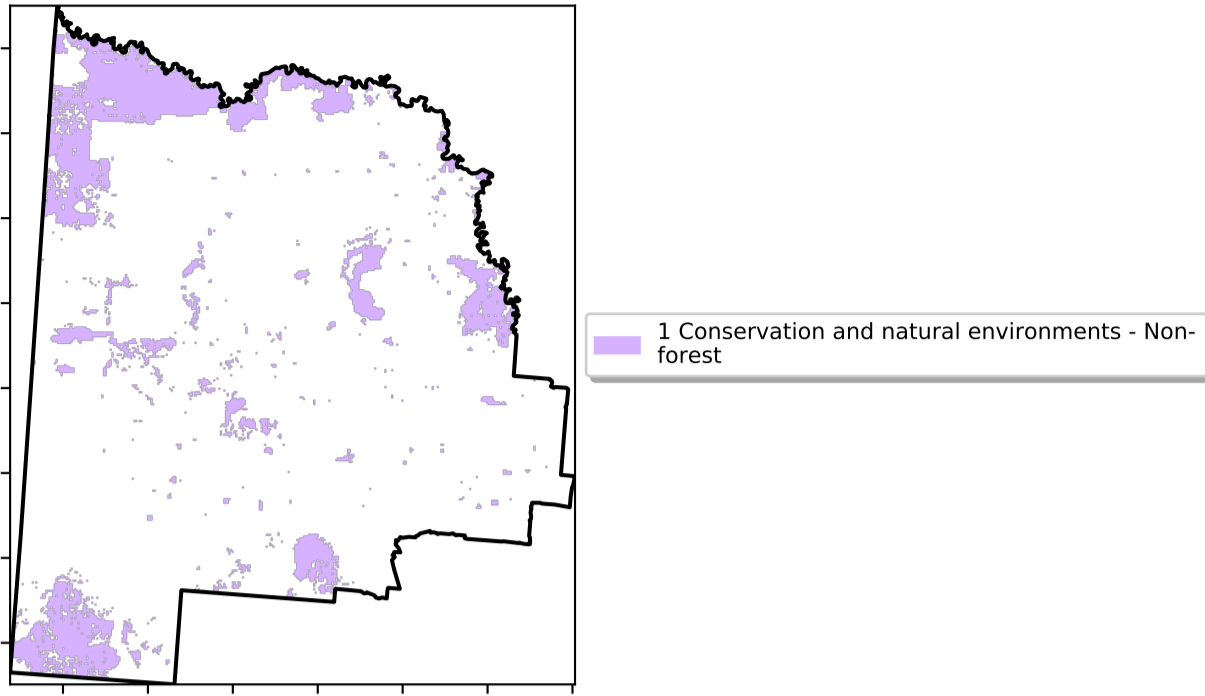 1 Conservation and natural environments - Non-
forest